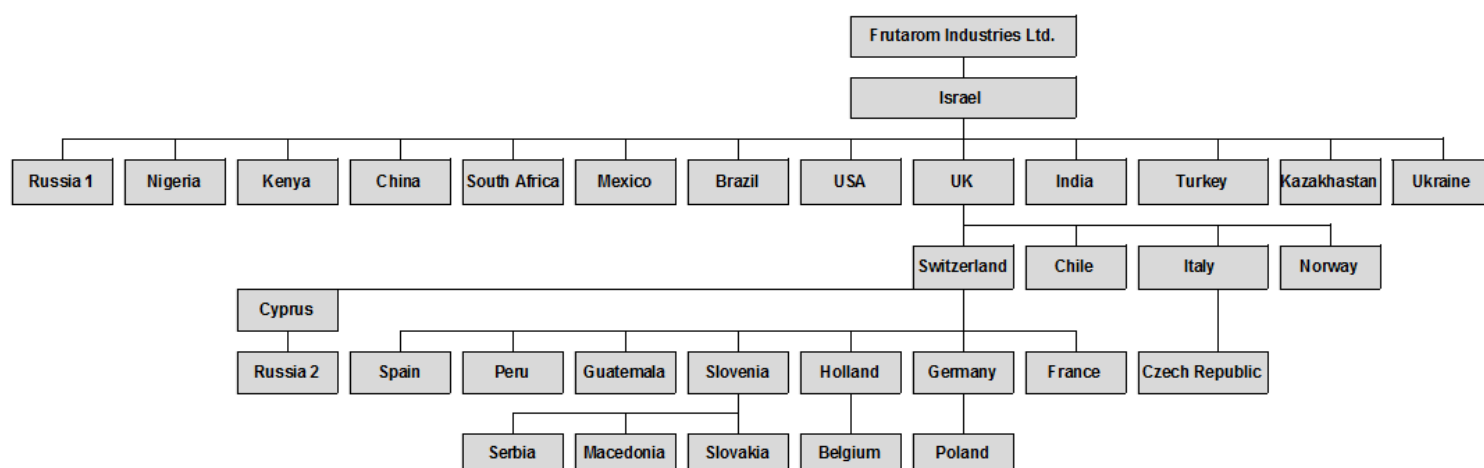 Frutarom Industries Ltd.
Israel
Russia 1 Nigeria Kenya China South Africa Mexico Brazil USA UK India Turkey Kazakhastan Ukraine
Switzerland Chile Italy Norway
Cyprus
Russia 2 Spain Peru Guatemala Slovenia Holland Germany France Czech Republic
Serbia Macedonia Slovakia Belgium Poland